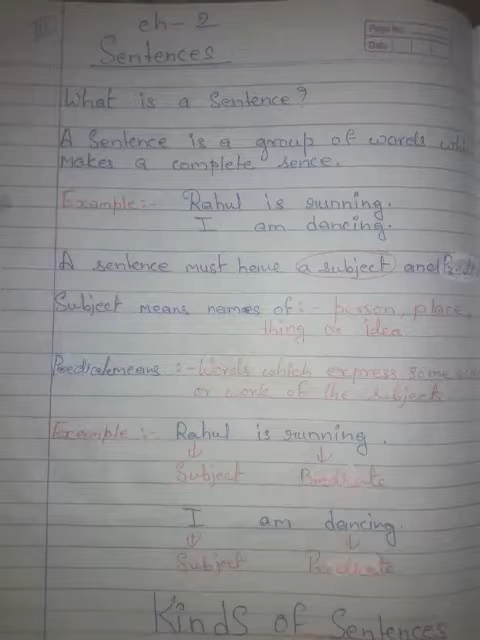 ch-2
Page No.
Date
Sentences
What is a Sentence?
A Sentence is a group of words
makes a complete sence.
Example:- Rahul is running.
I am dancing.
A sentence must have a subject and
Subject means names of:- person, place,
thing or idea
means :- Words which express some
or work of the subject
Example:- Rahul is running.
Subject Predicate
I am dancing.
Subject Predicate
Kinds of Sentences